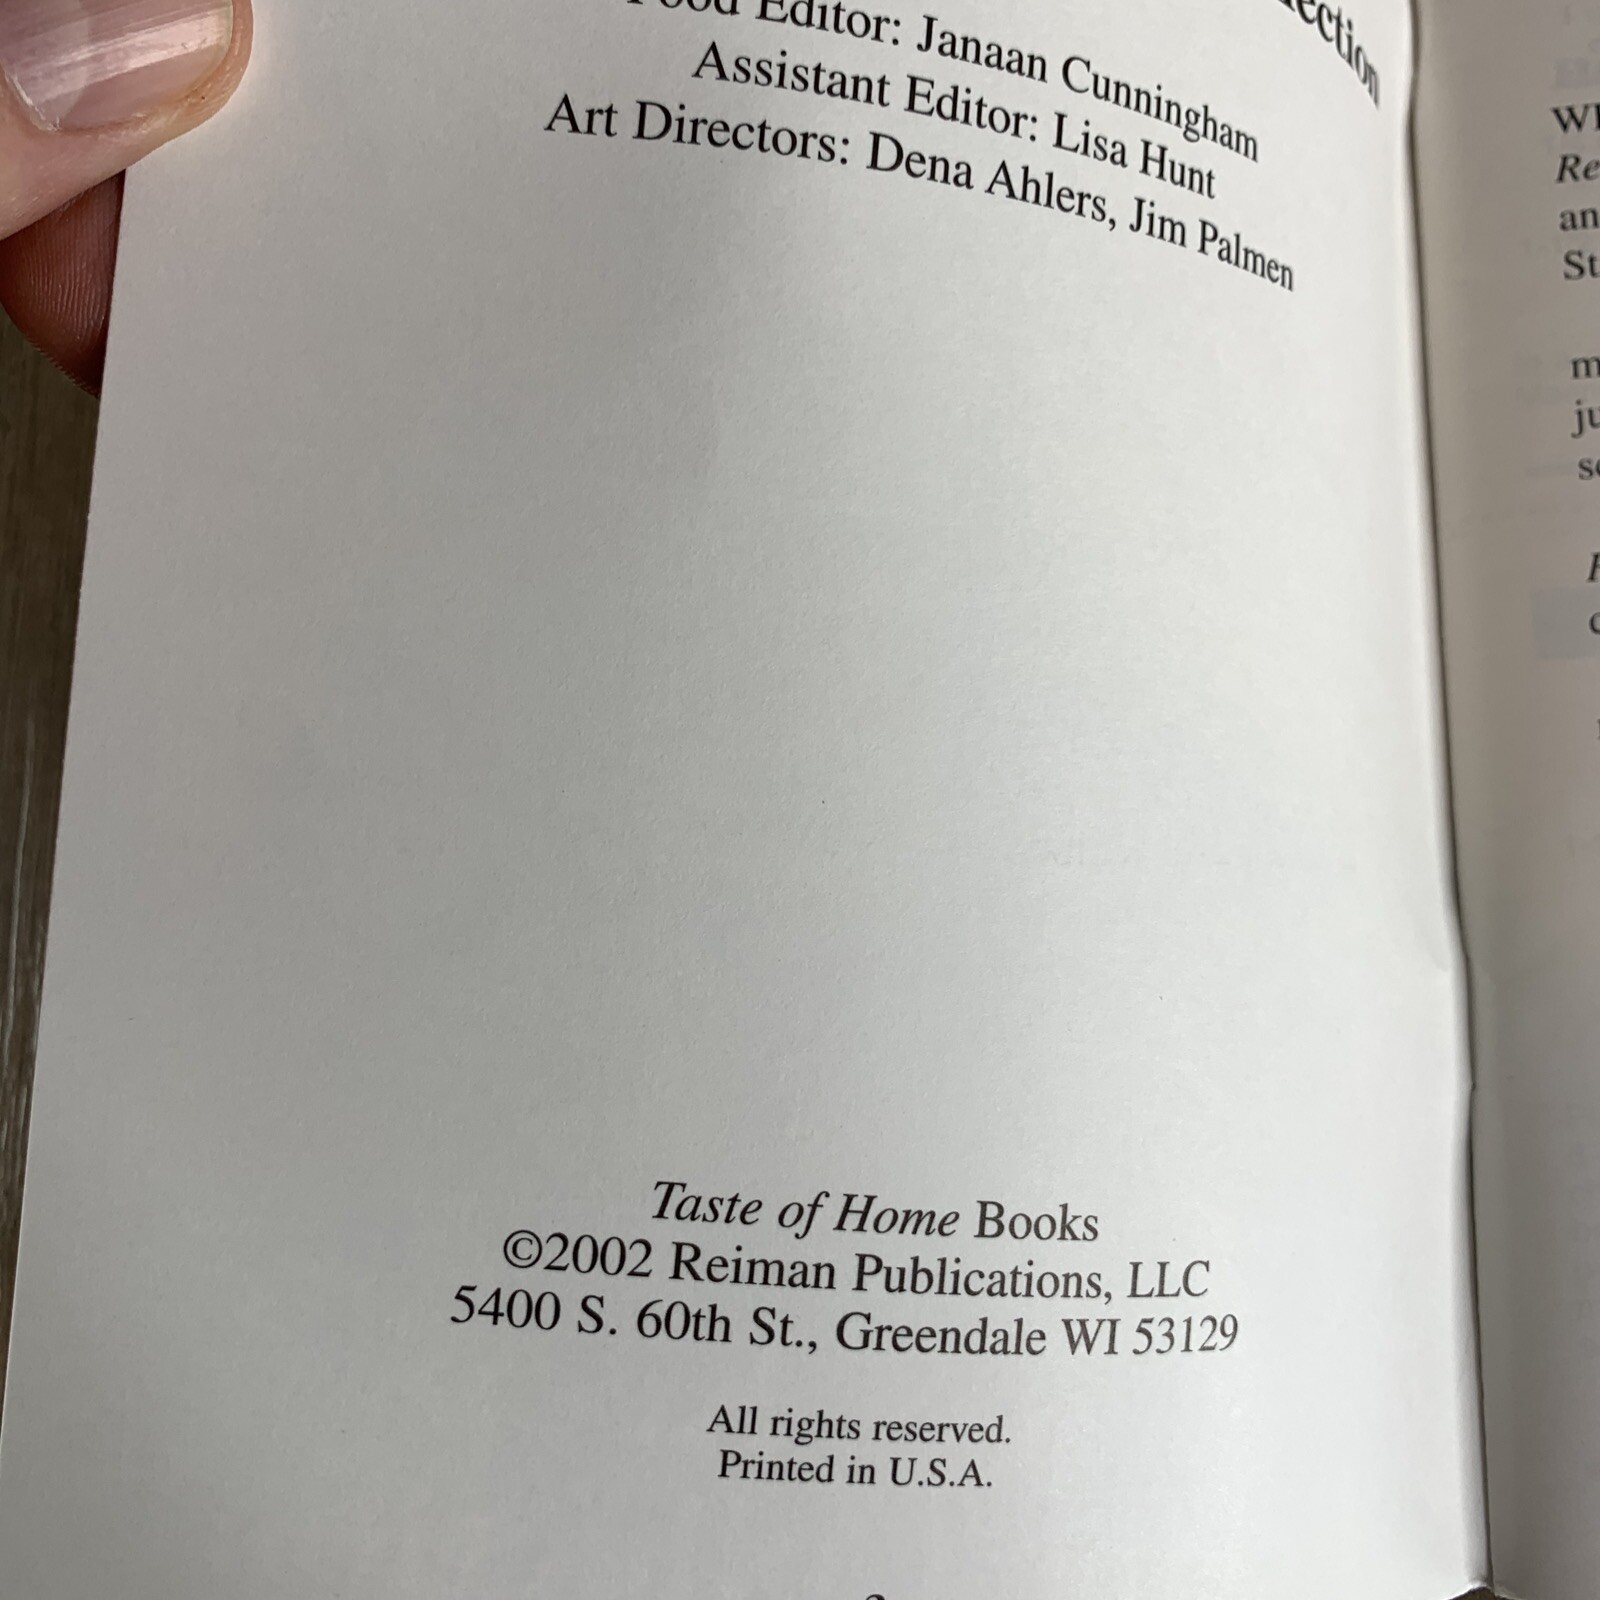 Food Editor: Janaan Cunningham
Assistant Editor: Lisa Hunt
Art Directors: Dena Ahlers, Jim Palmen
Taste of Home Books
©2002 Reiman Publications, LLC
5400 S. 60th St., Greendale WI 53129
All rights reserved.
Printed in U.S.A.